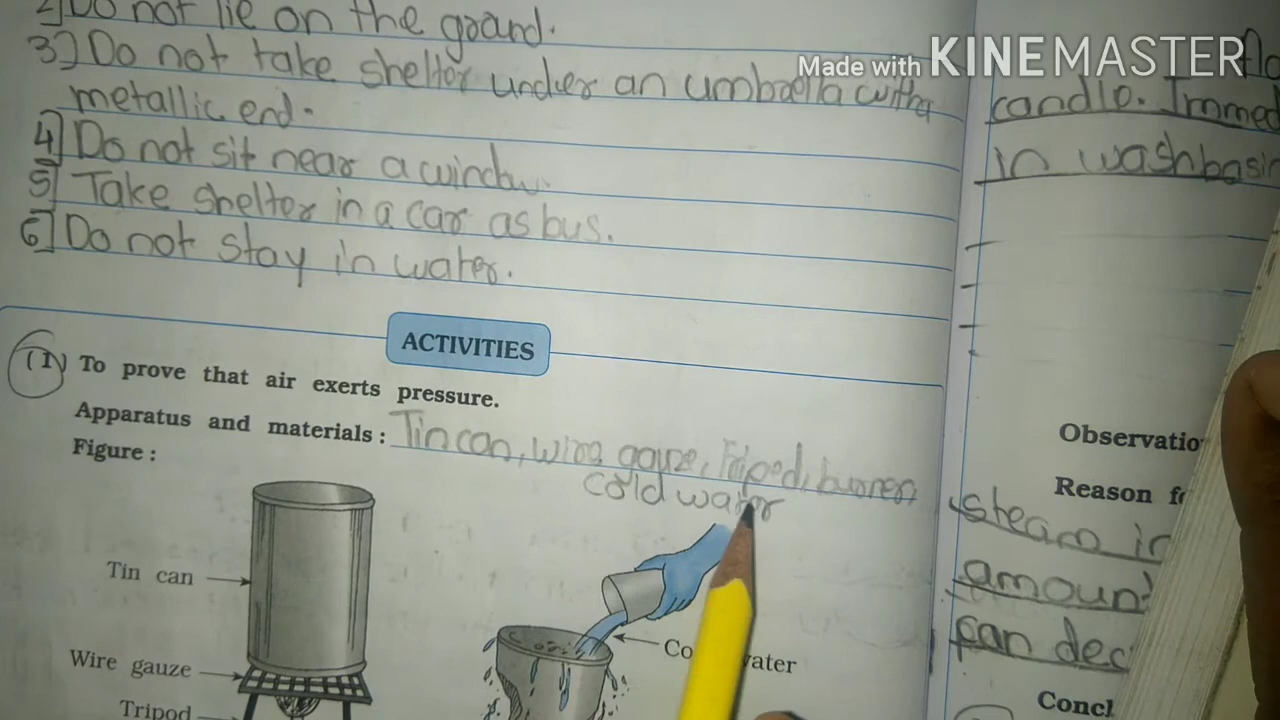 2] Do not lie on the goard.
3] Do not take shelter under an umbrella with a
metallic end.
4] Do not sit near a window.
5] Take shelter in a car as bus.
6] Do not stay in water.
ACTIVITIES
(1) To prove that air exerts pressure.
Apparatus and materials : Tin can, wire gauze, Tripod, burner,
cold water
Figure :
Tin can
Wire gauze
Tripod
Co ater
Made with KINEMASTER
candle. Immed
in washbasin
Observatio
Reason f
steam in
amount
can dec
Concl